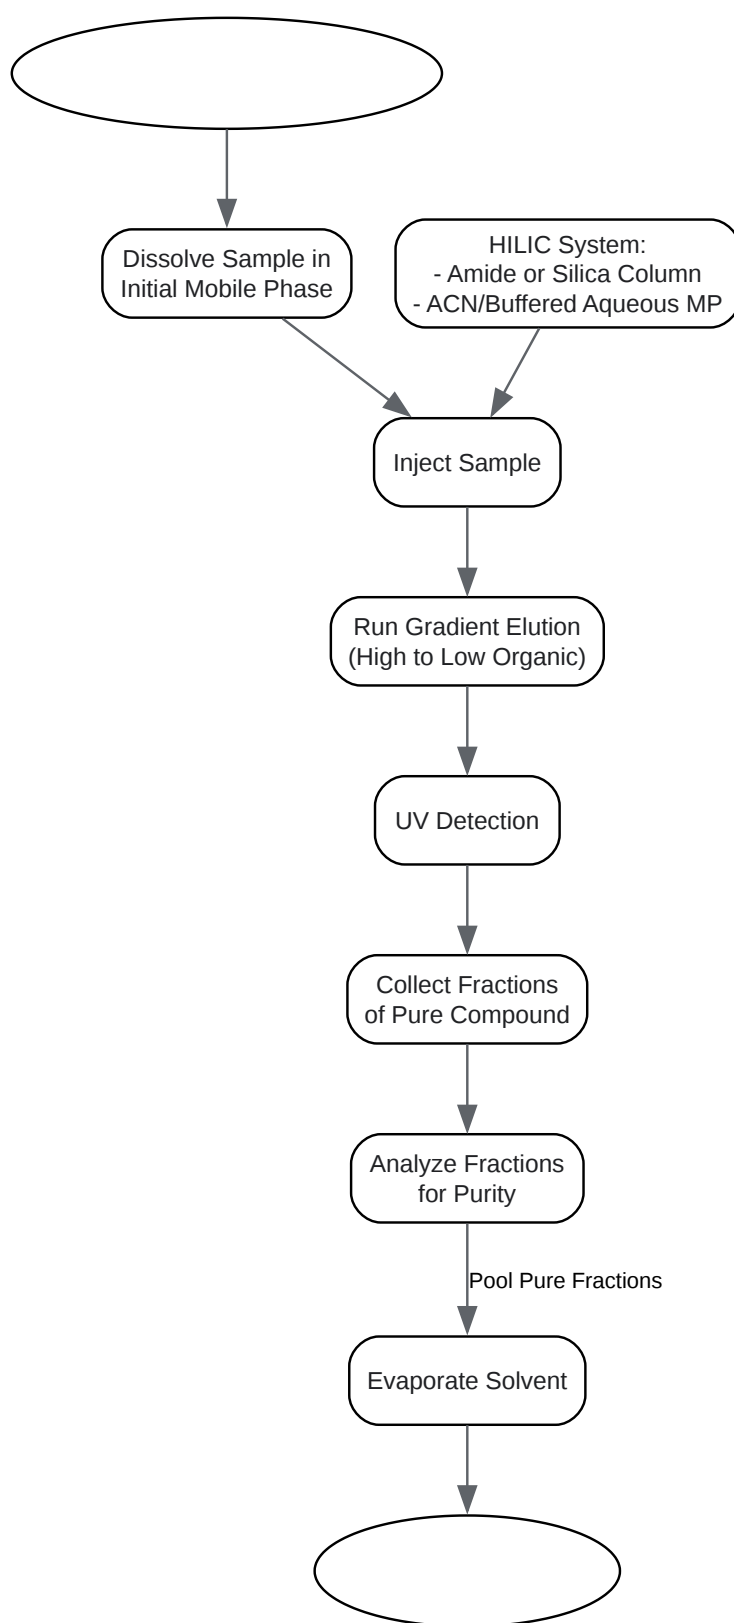 Dissolve Sample in
Initial Mobile Phase
HILIC System:
- Amide or Silica Column
- ACN/Buffered Aqueous MP
Inject Sample
Run Gradient Elution
(High to Low Organic)
UV Detection
Collect Fractions
of Pure Compound
Analyze Fractions
for Purity
Pool Pure Fractions
Evaporate Solvent